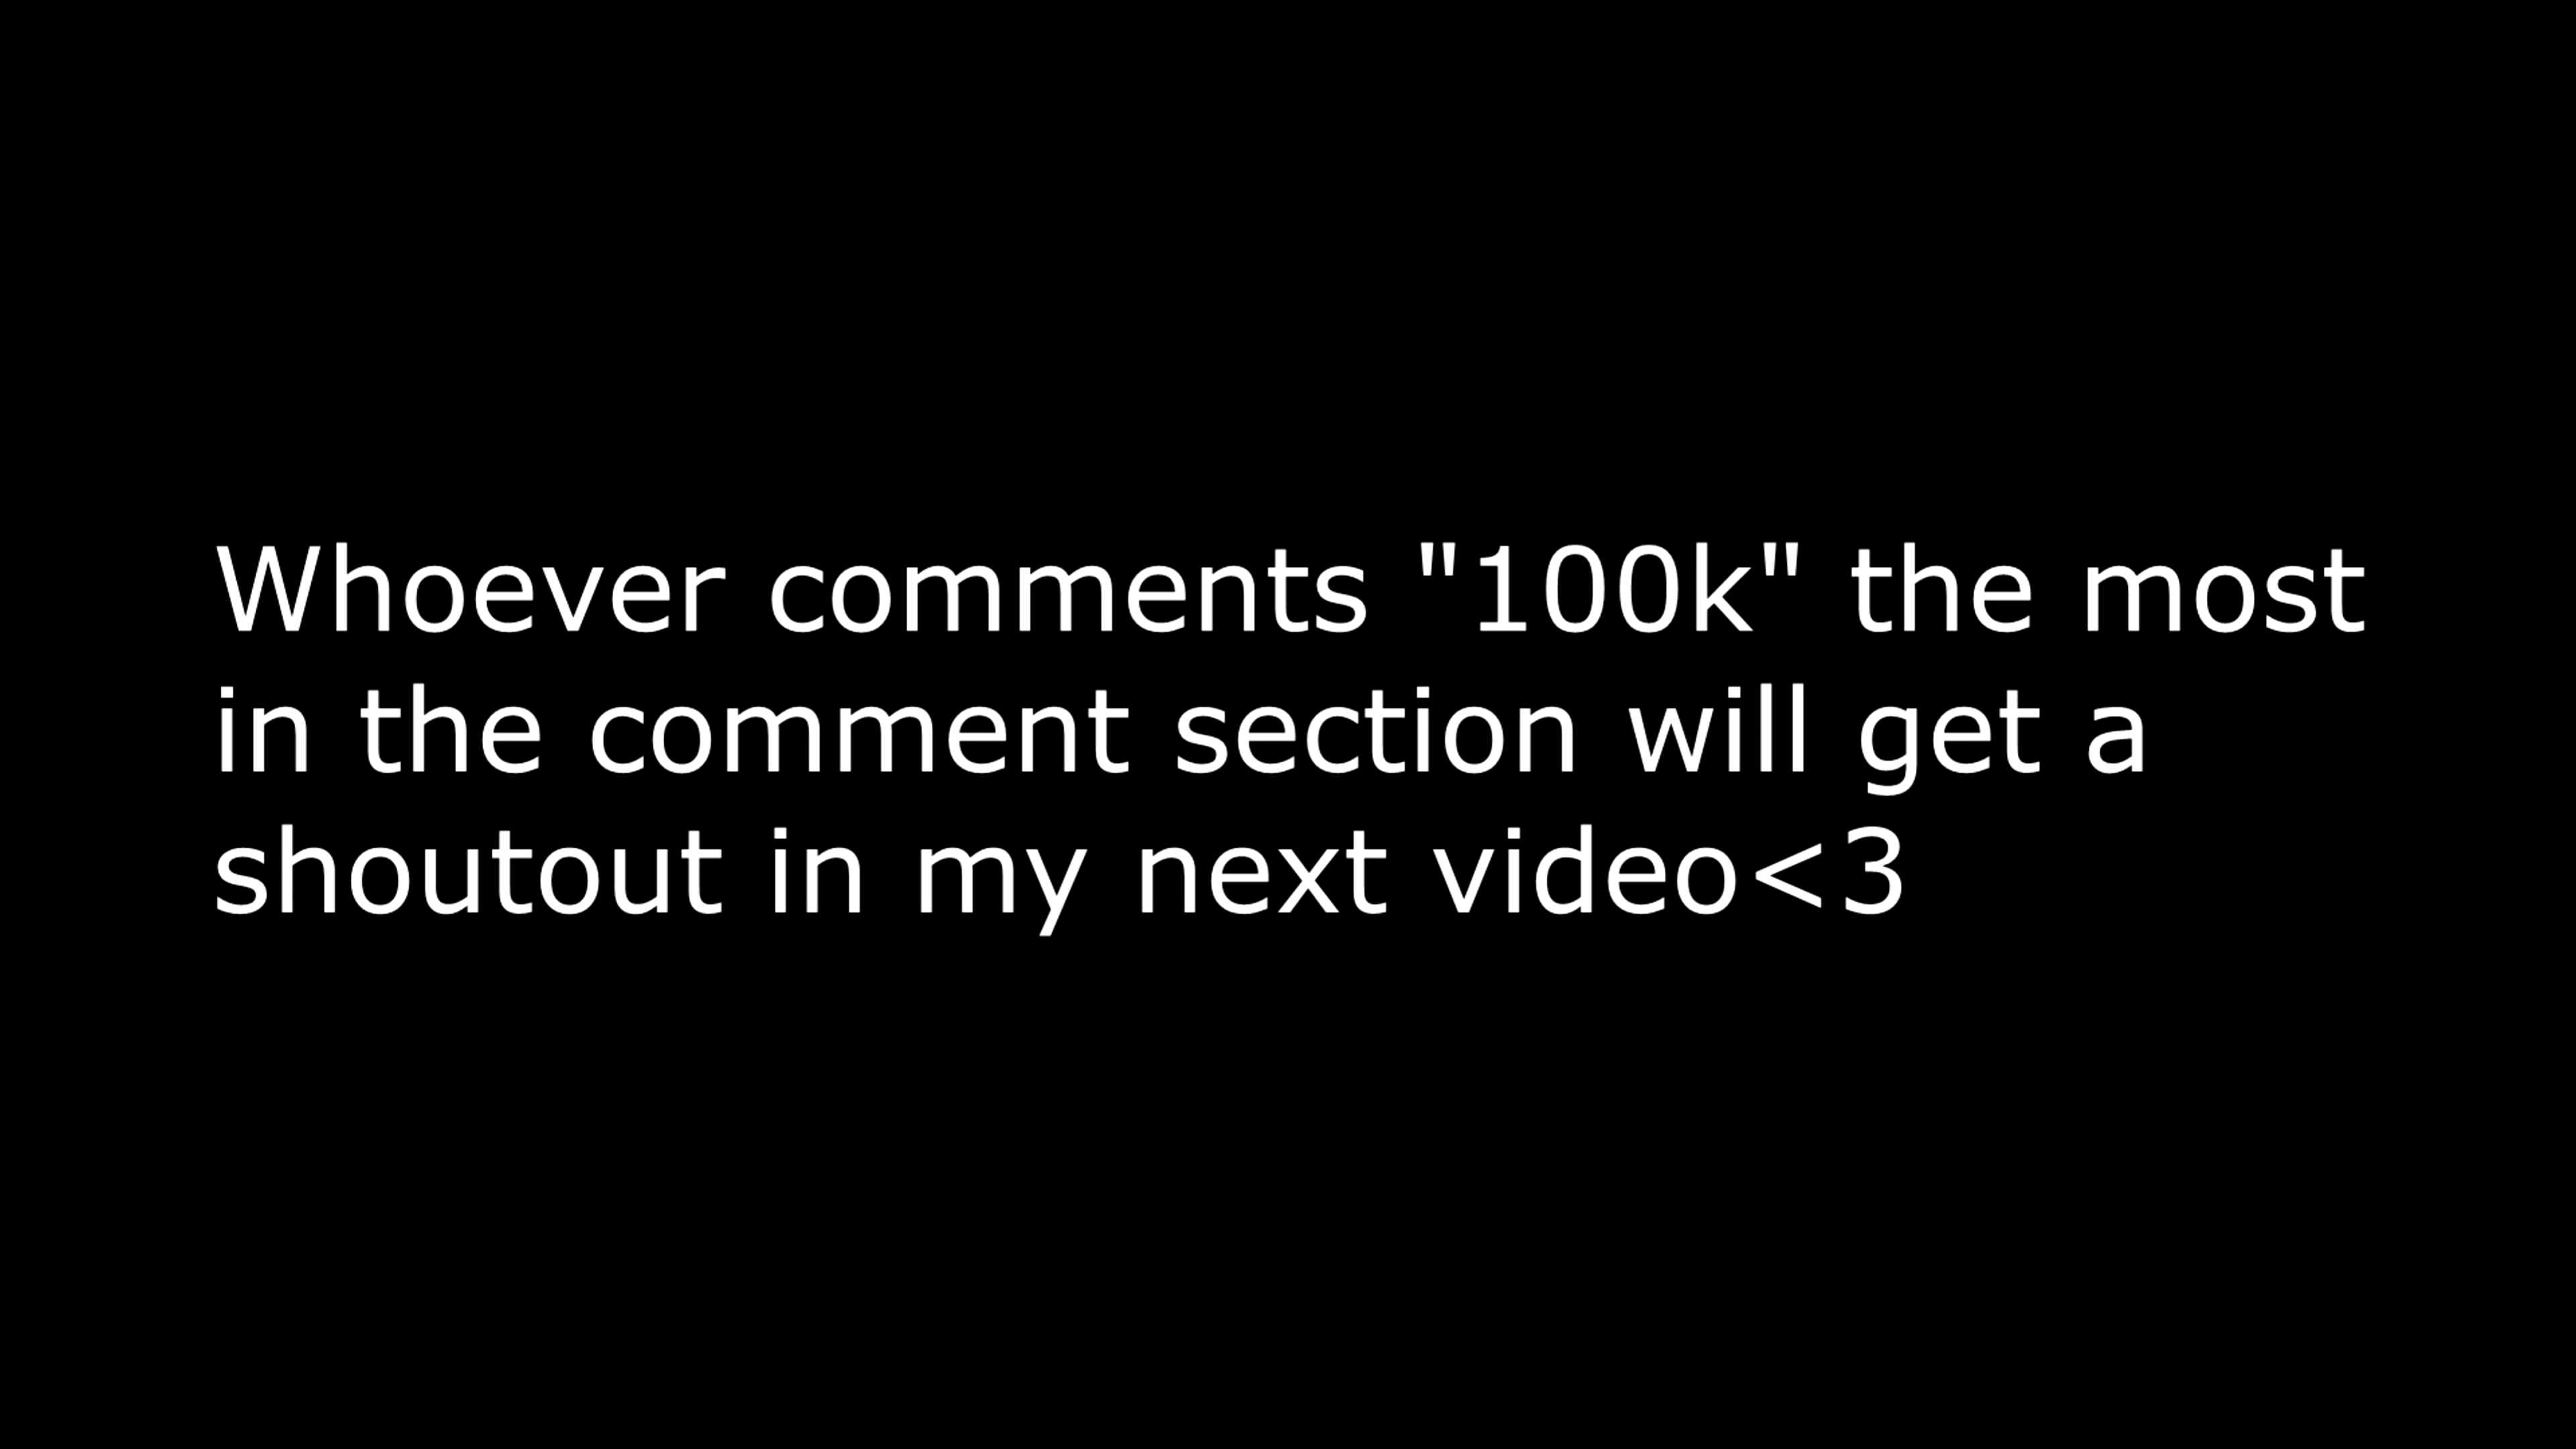 Whoever comments "100k" the most
in the comment section will get a
shoutout in my next video<3